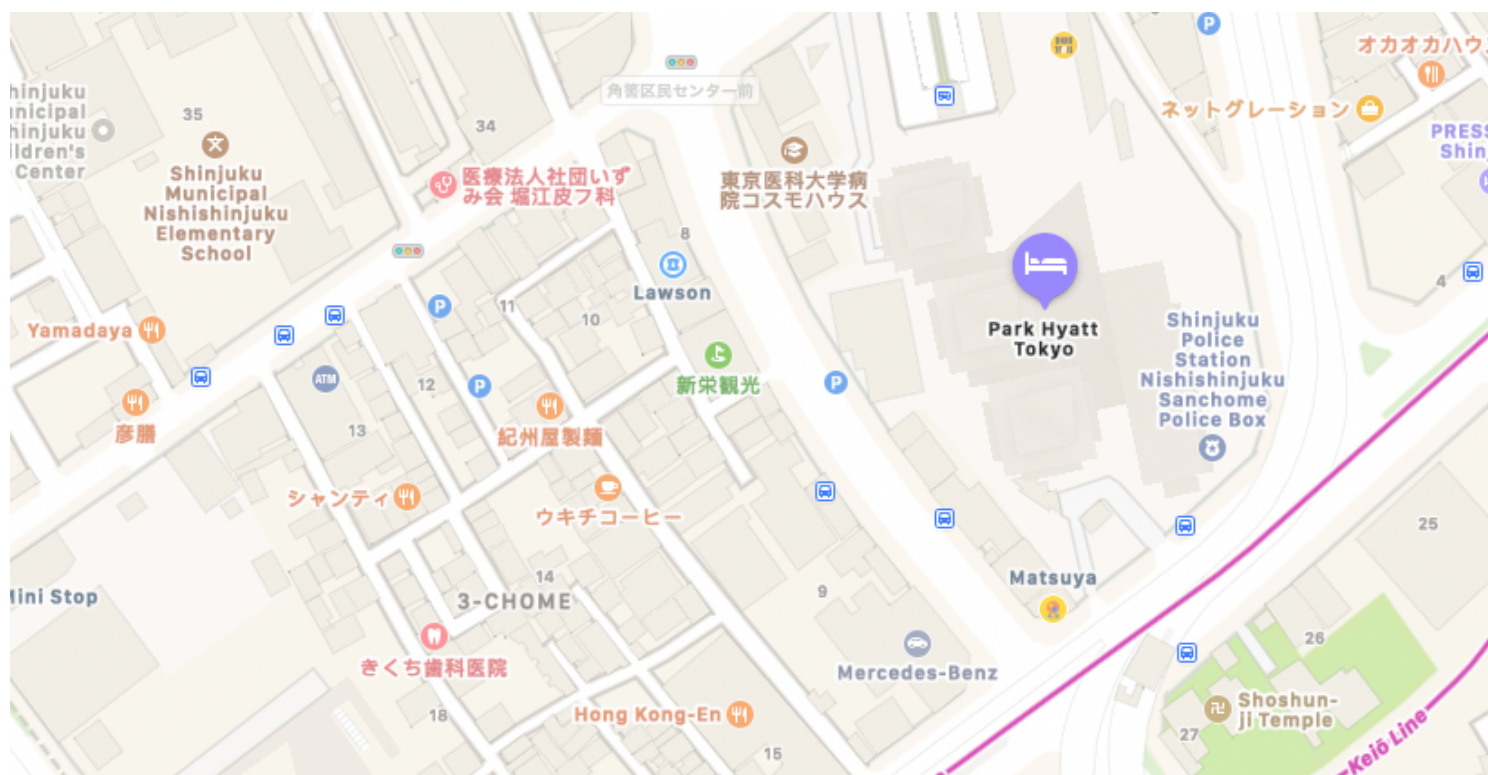 hinjuku
unicipal
hinjuku
ildren's
Center
35
Shinjuku
Municipal
Nishishinjuku
Elementary
School
34
角筈区民センター前
医療法人社団いず
み会 堀江皮フ科
東京医科大学病
院コスモハウス
P
オカオカハウス
ネットグレーション
PRESS
Shinj
8
Lawson
11
10
P
Park Hyatt
Tokyo
Shinjuku
Police
Station
Nishishinjuku
Sanchome
Police Box
4
Yamadaya
彦膳
ATM
12
13
P
新栄観光
P
紀州屋製麺
シャンティ
ウキチコーヒー
25
Mini Stop
14
3-CHOME
きくち歯科医院
9
Matsuya
Mercedes-Benz
26
Shoshun-
ji Temple
27
18
Hong Kong-En
15
Keiō Line